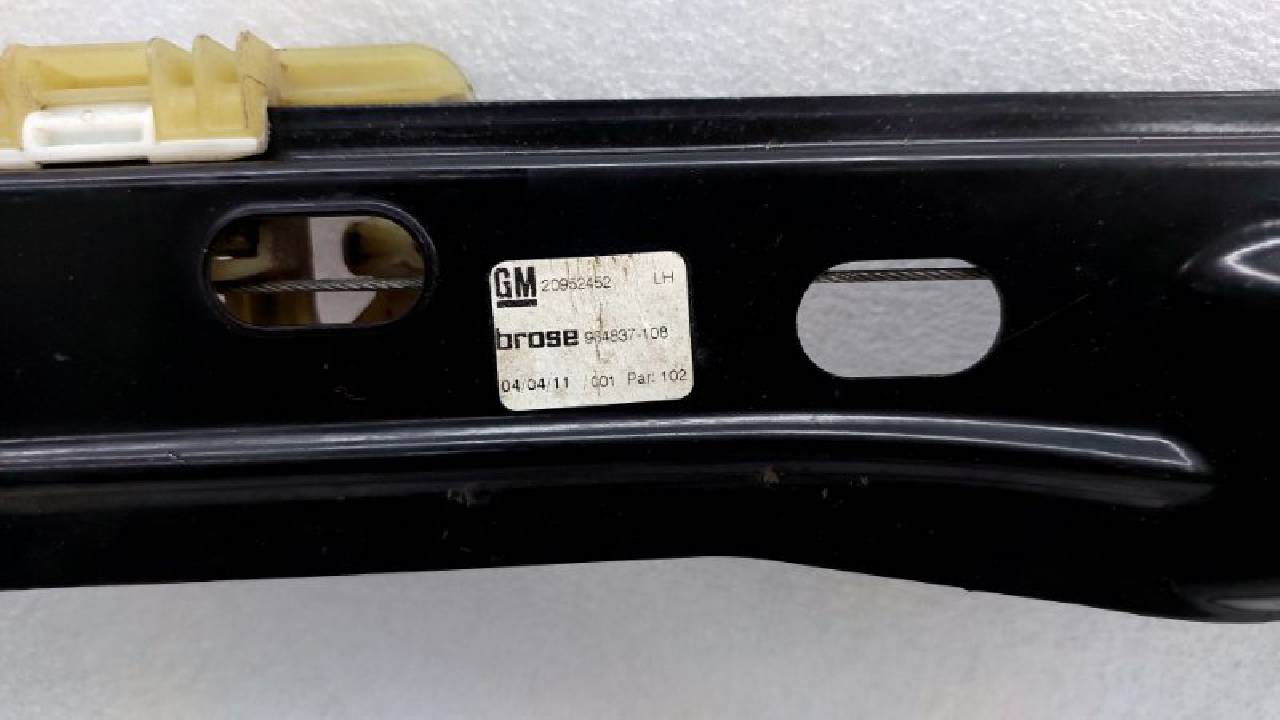 GM 20952452 LH
brose 964837-108
04/04/11 /001 Par: 102